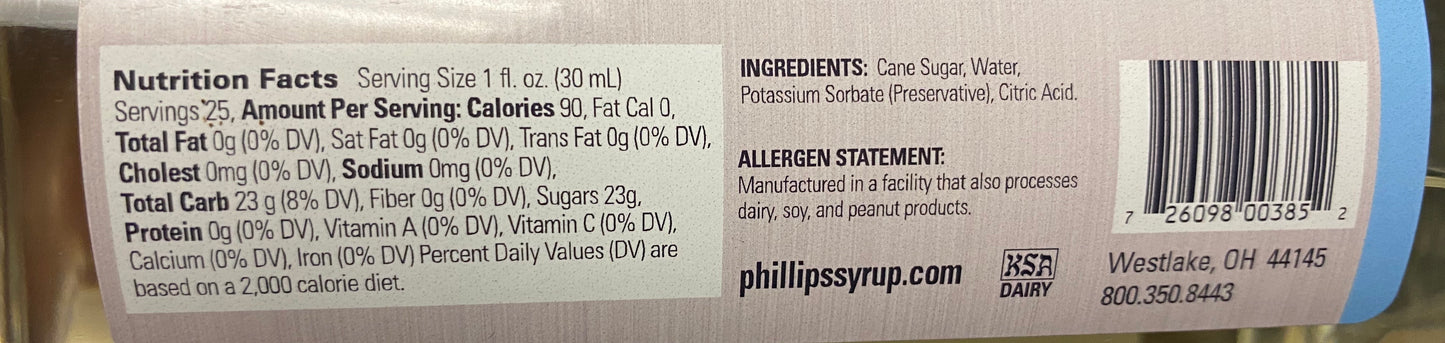 Nutrition Facts Serving Size 1 fl. oz. (30 mL)
Servings 25, Amount Per Serving: Calories 90, Fat Cal 0,
Total Fat 0g (0% DV), Sat Fat 0g (0% DV), Trans Fat 0g (0% DV),
Cholest 0mg (0% DV), Sodium 0mg (0% DV),
Total Carb 23 g (8% DV), Fiber 0g (0% DV), Sugars 23g,
Protein 0g (0% DV), Vitamin A (0% DV), Vitamin C (0% DV),
Calcium (0% DV), Iron (0% DV) Percent Daily Values (DV) are
based on a 2,000 calorie diet.
INGREDIENTS: Cane Sugar, Water,
Potassium Sorbate (Preservative), Citric Acid.
ALLERGEN STATEMENT:
Manufactured in a facility that also processes
dairy, soy, and peanut products.
phillipssyrup.com
KSA
DAIRY
7 26098 00385 2
Westlake, OH 44145
800.350.8443